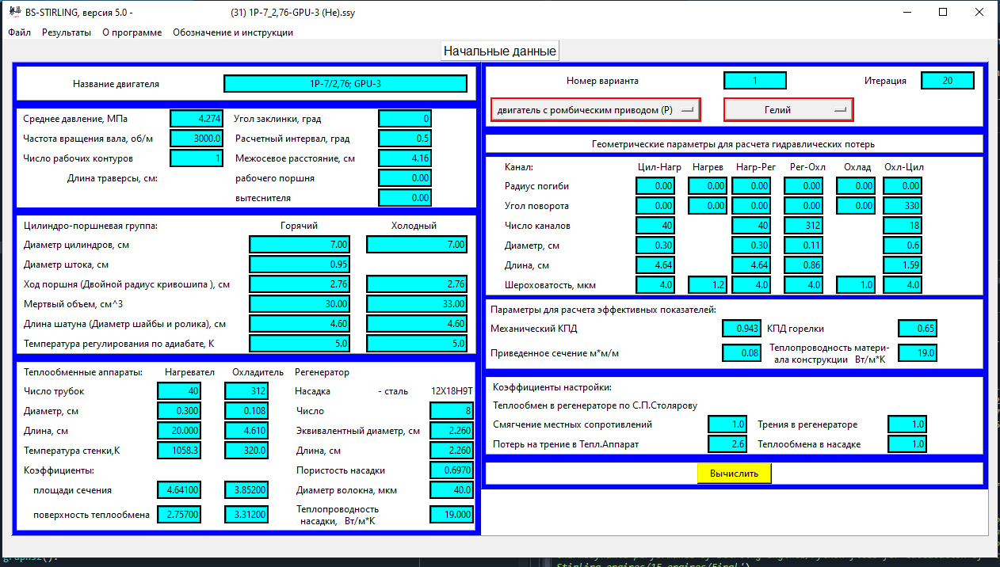 BS-STIRLING, версия 5.0 - (31) 1P-7_2,76-GPU-3 (He).ssy
Файл Результаты О программе Обозначение и инструкции
Начальные данные
Название двигателя 1P-7/2,76; GPU-3
Среднее давление, МПа 4.274 Угол заклинки, град 0
Частота вращения вала, об/м 3000.0 Расчетный интервал, град 0.5
Число рабочих контуров 1 Межосевое расстояние, см 4.16
Длина траверсы, см: рабочего поршня 0.00
вытеснителя 0.00
Цилиндро-поршневая группа: Горячий Холодный
Диаметр цилиндров, см 7.00 7.00
Диаметр штока, см 0.95
Ход поршня (Двойной радиус кривошипа ), см 2.76 2.76
Мертвый объем, см^3 30.00 33.00
Длина шатуна (Диаметр шайбы и ролика), см 4.60 4.60
Температура регулирования по адиабате, К 5.0 5.0
Теплообменные аппараты: Нагревател Охладитель Регенератор
Число трубок 40 312 Насадка - сталь 12Х18Н9Т
Диаметр, см 0.300 0.108 Число 8
Длина, см 20.000 4.610 Эквивалентный диаметр, см 2.260
Температура стенки,К 1058.3 320.0 Длина, см 2.260
Коэффициенты: Пористость насадки 0.6970
площади сечения 4.64100 3.85200 Диаметр волокна, мкм 40.0
поверхность теплообмена 2.75700 3.31200 Теплопроводность
насадки, Вт/м*К 19.000
Номер варианта 1 Итерация 20
двигатель с ромбическим приводом (Р) Гелий
Геометрические параметры для расчета гидравлических потерь
Канал: Цил-Нагр Нагрев Нагр-Рег Рег-Охл Охлад Охл-Цил
Радиус погиби 0.00 0.00 0.00 0.00 0.00 0.00
Угол поворота 0.00 0.00 0.00 0.00 0.00 330
Число каналов 40 40 312 18
Диаметр, см 0.30 0.30 0.11 0.6
Длина, см 4.64 4.64 0.86 1.59
Шероховатость, мкм 4.0 1.2 4.0 4.0 1.0 4.0
Параметры для расчета эффективных показателей:
Механический КПД 0.943 КПД горелки 0.65
Приведенное сечение м*м/м 0.08 Теплопроводность матери-
ала конструкции Вт/м*К 19.0
Коэффициенты настройки:
Теплообмен в регенераторе по С.П.Столярову
Смягчение местных сопротивлений 1.0 Трения в регенераторе 1.0
Потерь на трение в Тепл.Аппарат 2.6 Теплообмена в насадке 1.0
Вычислить